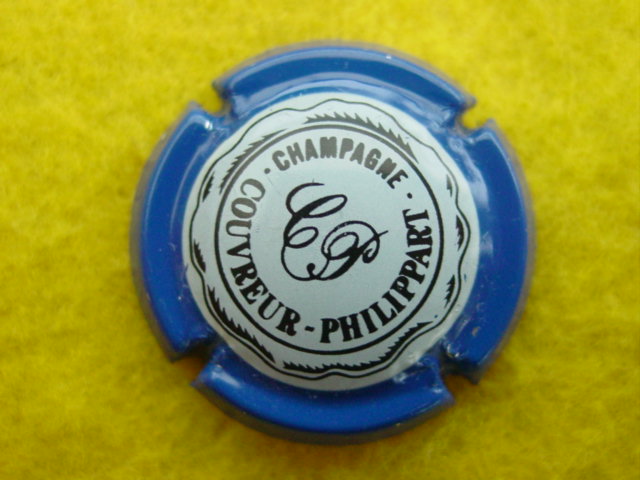 - CHAMPAGNE -
CP
COUVREUR - PHILIPPART